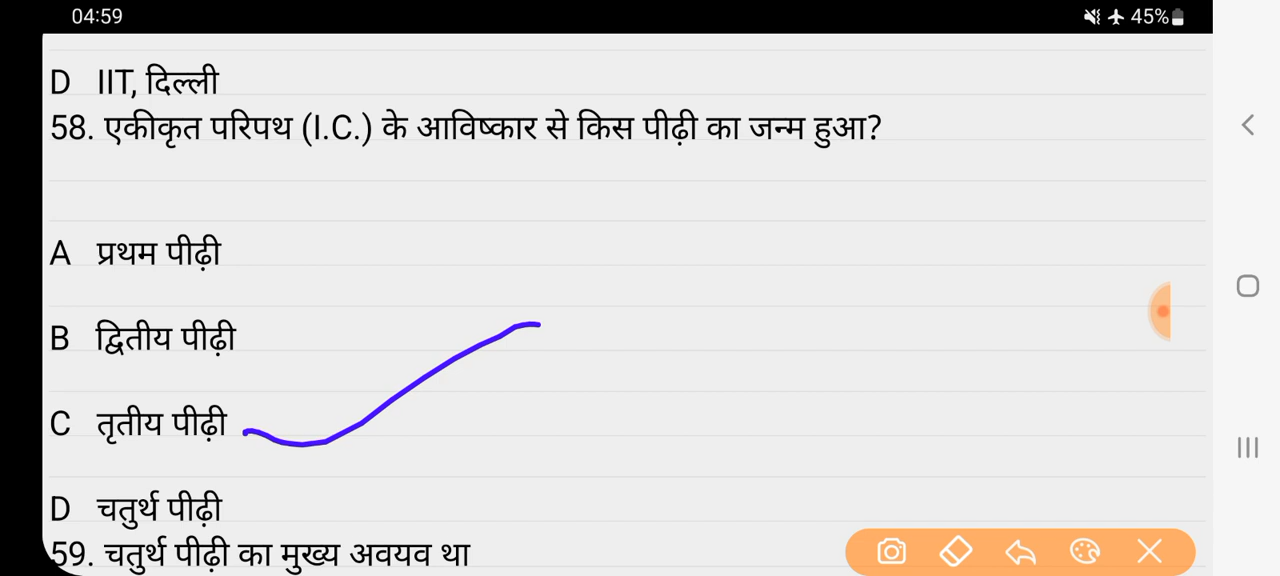 04:59 45%
D IIT, दिल्ली
58. एकीकृत परिपथ (I.C.) के आविष्कार से किस पीढ़ी का जन्म हुआ?
A प्रथम पीढ़ी
B द्वितीय पीढ़ी
C तृतीय पीढ़ी
D चतुर्थ पीढ़ी
59. चतुर्थ पीढ़ी का मुख्य अवयव था